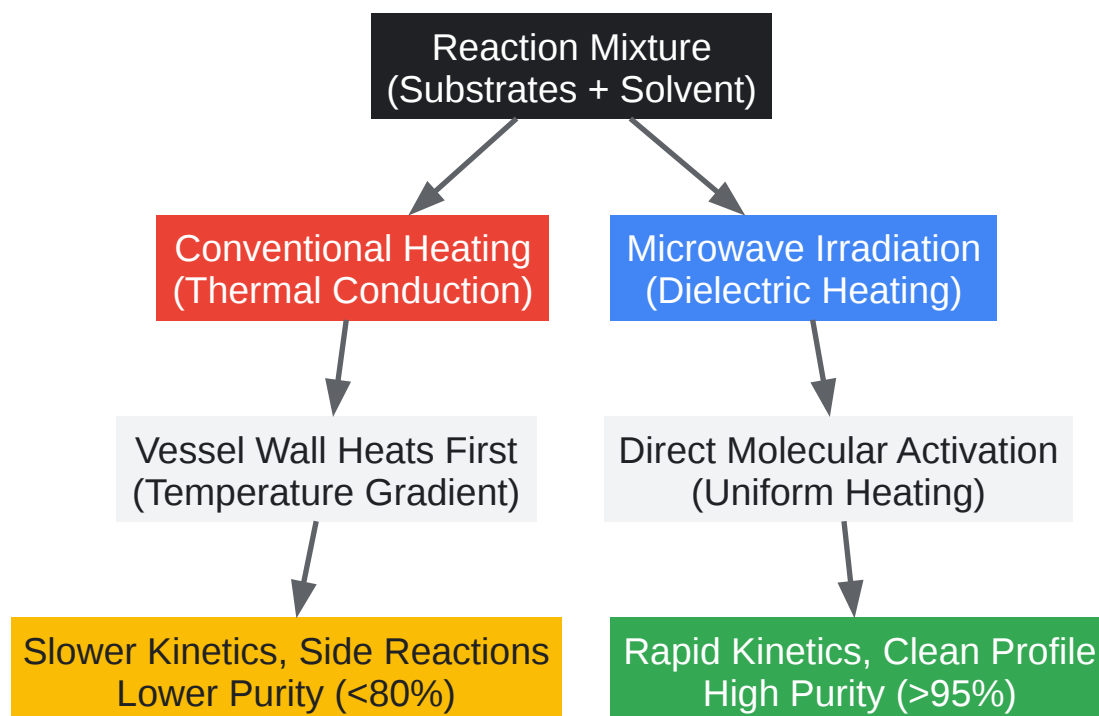 Reaction Mixture
(Substrates + Solvent)
Conventional Heating
(Thermal Conduction)
Microwave Irradiation
(Dielectric Heating)
Vessel Wall Heats First
(Temperature Gradient)
Direct Molecular Activation
(Uniform Heating)
Slower Kinetics, Side Reactions
Lower Purity (<80%)
Rapid Kinetics, Clean Profile
High Purity (>95%)